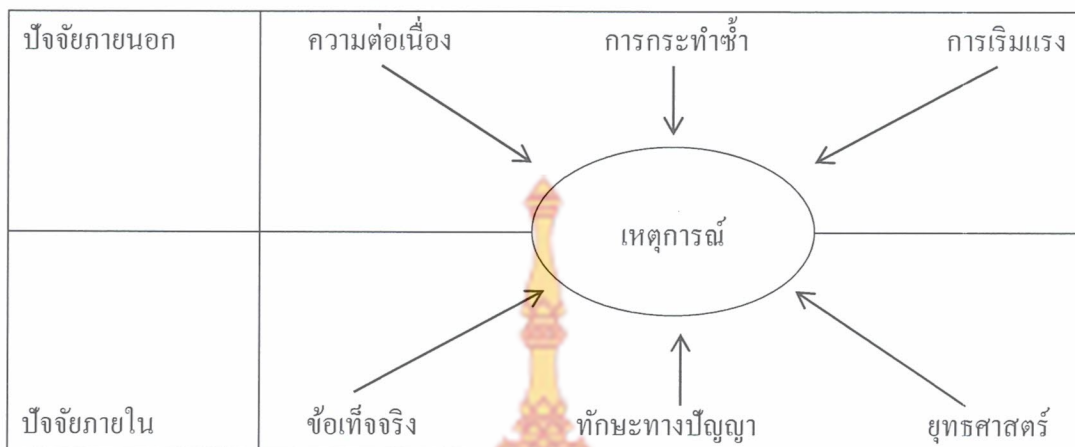 ปัจจัยภายนอก ความต่อเนื่อง การกระทำซ้ำ การเริมแรง
เหตุการณ์
ปัจจัยภายใน ข้อเท็จจริง ทักษะทางปัญญา ยุทธศาสตร์